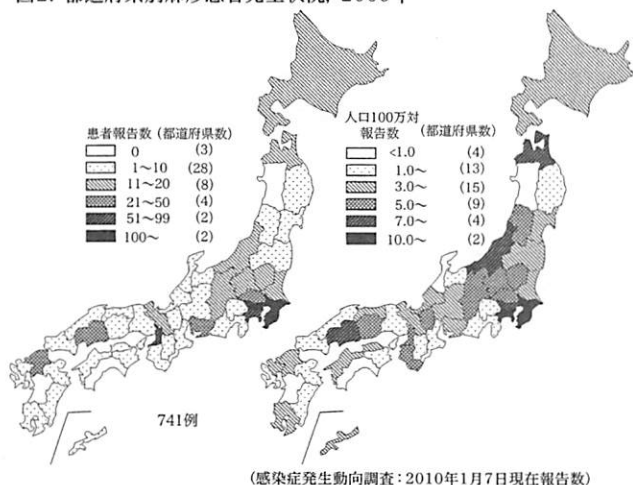 患者報告数 (都道府県数)
0 (3)
1～10 (28)
11～20 (8)
21～50 (4)
51～99 (2)
100～ (2)
741例
人口100万対
報告数 (都道府県数)
<1.0 (4)
1.0～ (13)
3.0～ (15)
5.0～ (9)
7.0～ (4)
10.0～ (2)
(感染症発生動向調査：2010年1月7日現在報告数)